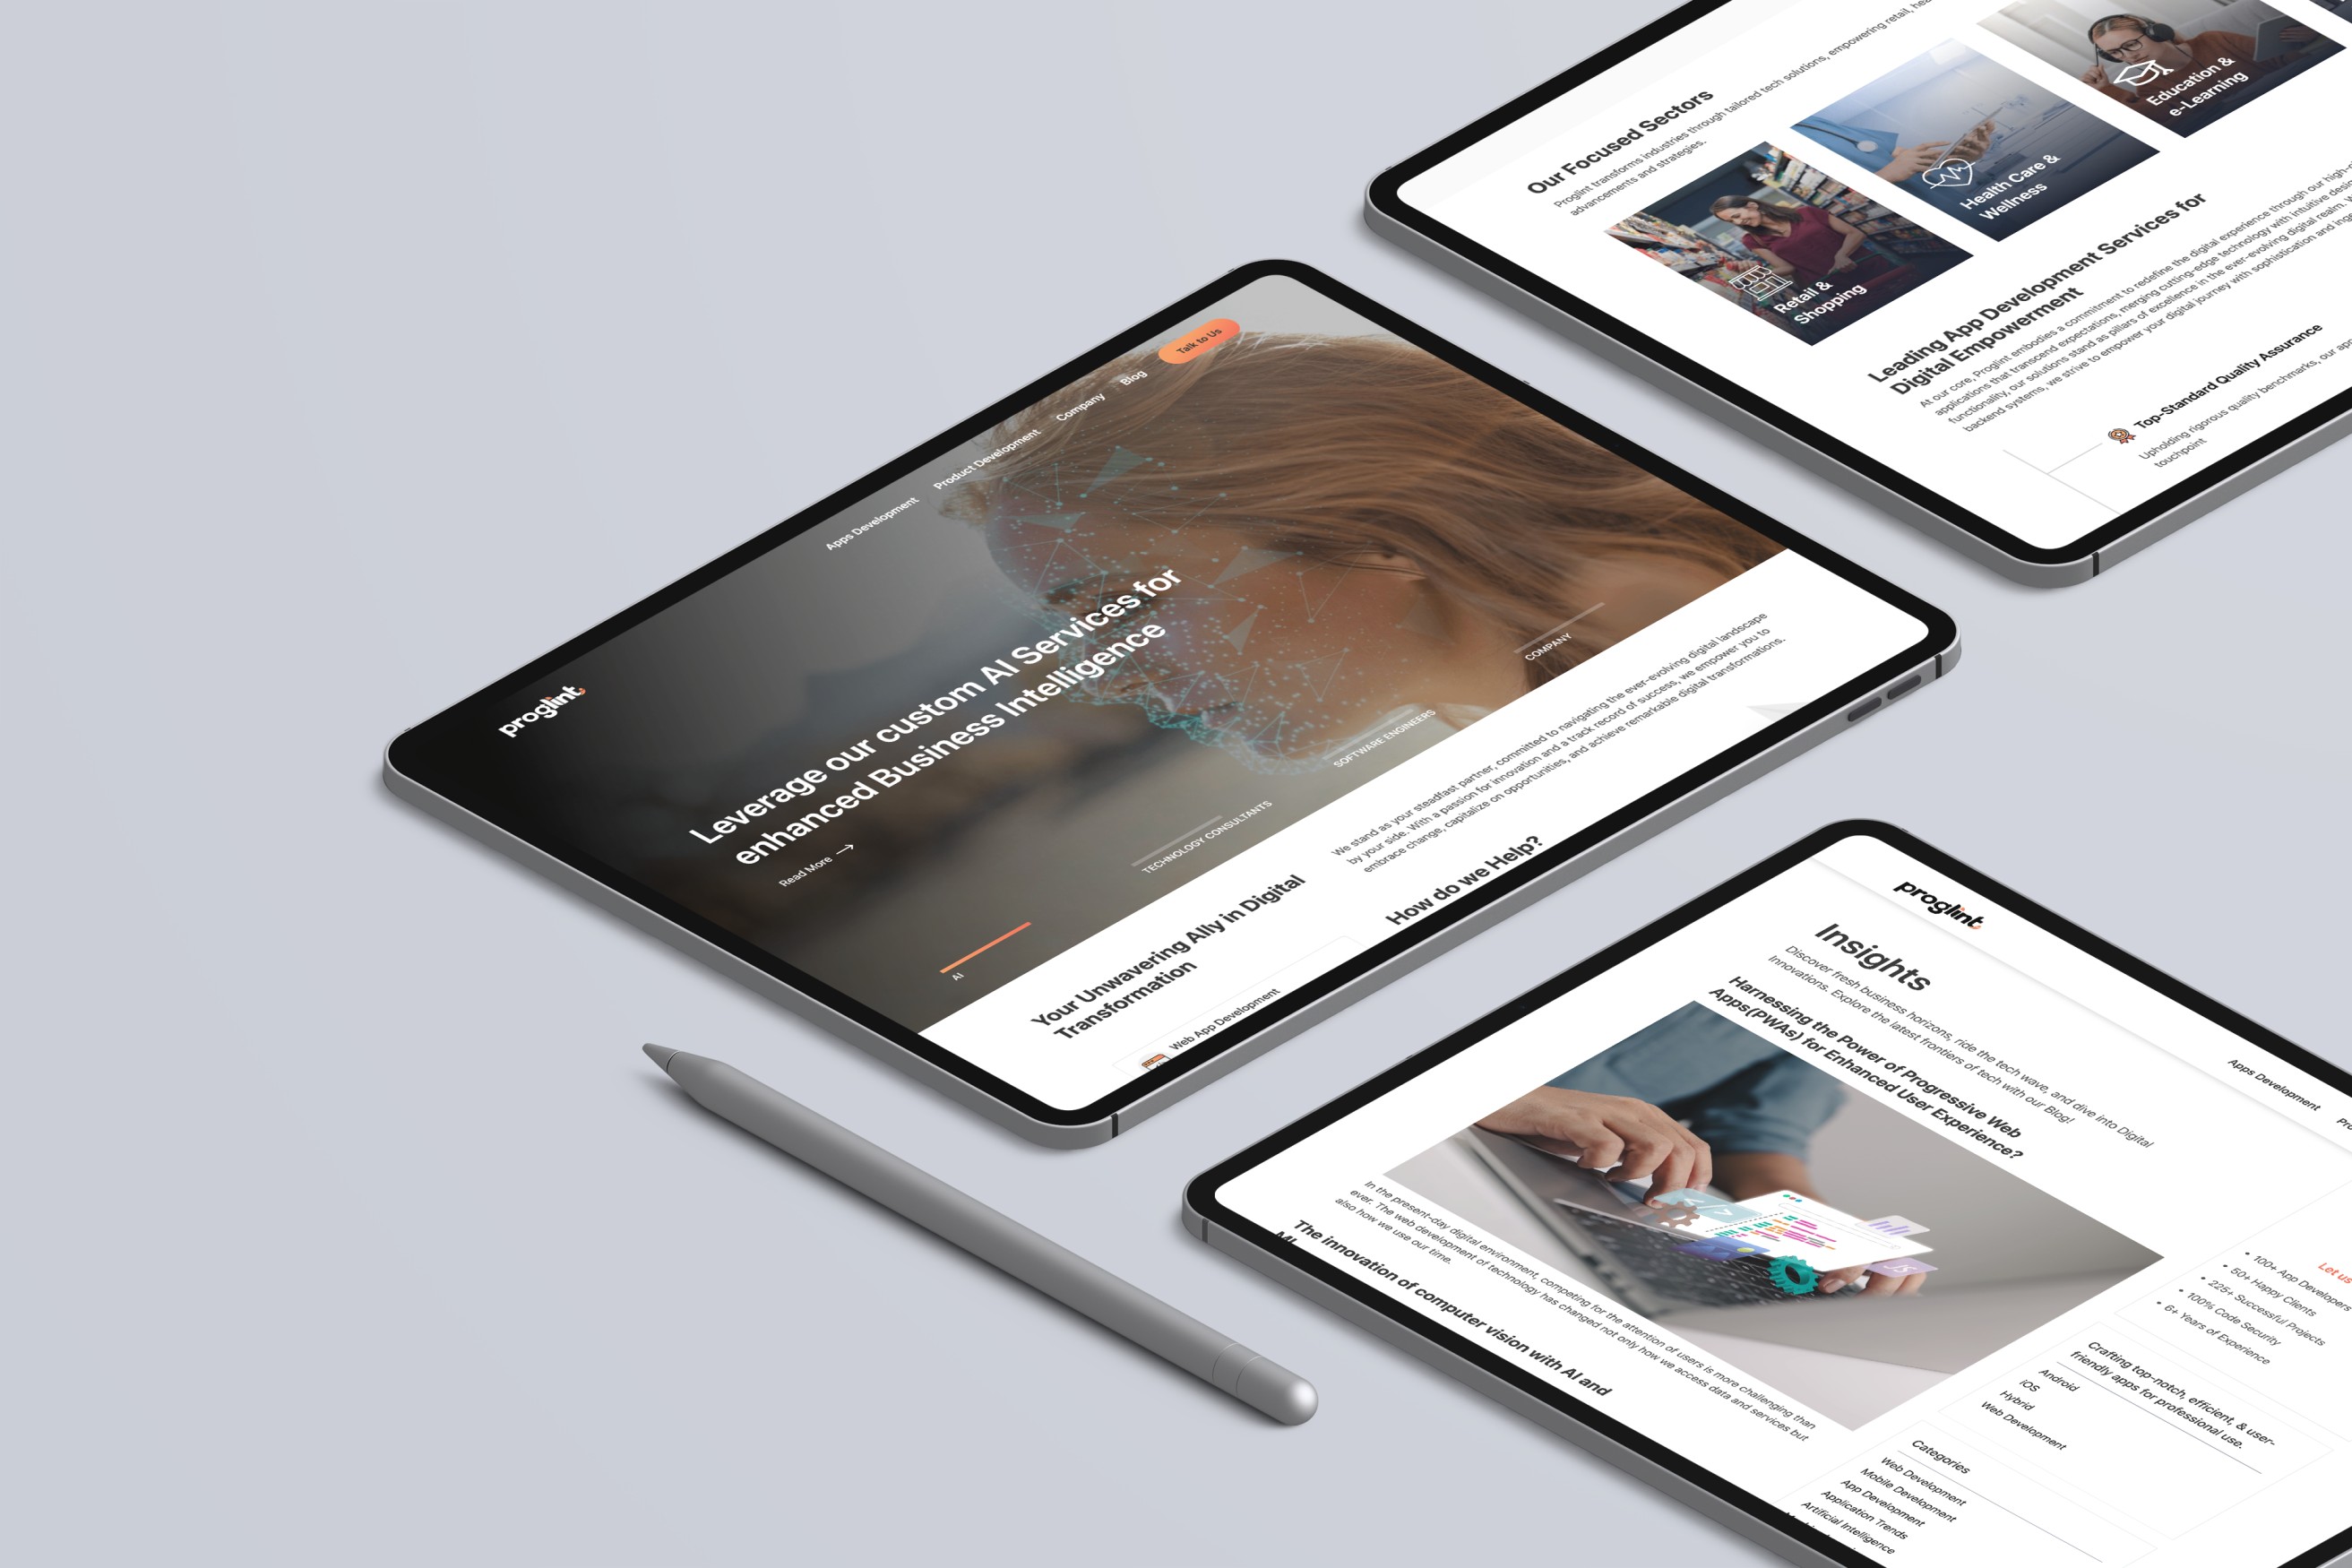 proglint.
Apps Development
Product Development
Company
Blog
Talk to Us
Leverage our custom AI Services for
enhanced Business Intelligence
Read More
AI
TECHNOLOGY CONSULTANTS
SOFTWARE ENGINEERS
COMPANY
Your Unwavering Ally in Digital
Transformation
We stand as your steadfast partner, committed to navigating the ever-evolving digital landscape
by your side. With a passion for innovation and a track record of success, we empower you to
embrace change, capitalize on opportunities, and achieve remarkable digital transformations.
How do we Help?
Web App Development
Our Focused Sectors
Proglint transforms industries through tailored tech solutions, empowering retail,
advancements and strategies.
Retail &
Shopping
Health Care &
Wellness
Education &
e-Learning
Leading App Development Services for
Digital Empowerment
At our core, Proglint embodies a commitment to redefine the digital experience through our
applications that transcend expectations, merging cutting-edge technology with intuitive
functionality, our solutions stand as pillars of excellence in the ever-evolving digital realm.
backend systems, we strive to empower your digital journey with sophistication and
Top-Standard Quality Assurance
Upholding rigorous quality benchmarks, our
touchpoint
proglint.
Apps Development
Insights
Discover fresh business horizons, ride the tech wave, and dive into Digital
Innovations. Explore the latest frontiers of tech with our Blog!
Harnessing the Power of Progressive Web
Apps(PWAs) for Enhanced User Experience?
</>
JS
In the present-day digital environment, competing for the attention of users is more challenging than
ever. The web development of technology has changed not only how we access data and services but
also how we use our time.
The innovation of computer vision with AI and
ML
Let us
• 100+ App Developers
• 50+ Happy Clients
• 225+ Successful Projects
• 100% Code Security
• 6+ Years of Experience
Crafting top-notch, efficient, & user-
friendly apps for professional use.
Android
iOS
Hybrid
Web Development
Categories
Web Development
Mobile Development
App Development
Application Trends
Artificial Intelligence